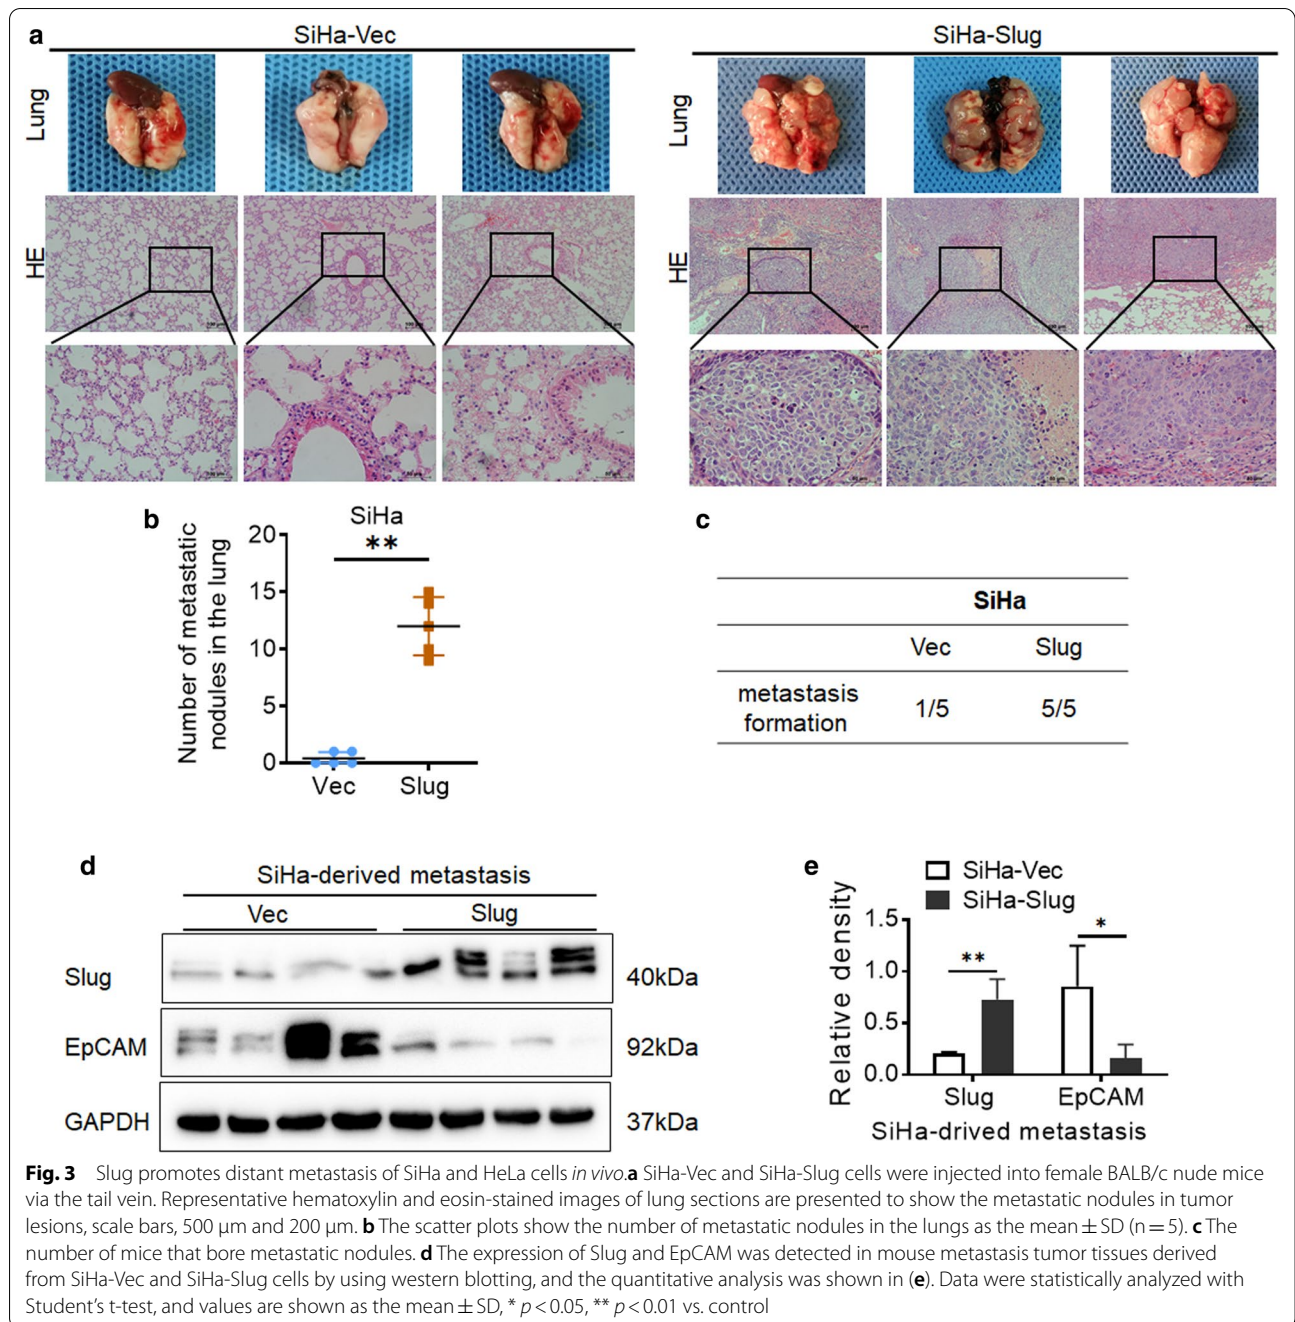 a
SiHa-Vec
SiHa-Slug
Lung
Lung
HE
HE
b
SiHa
**
Number of metastatic
nodules in the lung
20
15
10
5
0
Vec
Slug
c
SiHa
Vec
Slug
metastasis
formation
1/5
5/5
d
SiHa-derived metastasis
Vec
Slug
Slug
40kDa
EpCAM
92kDa
GAPDH
37kDa
e
SiHa-Vec
SiHa-Slug
Relative density
1.5
1.0
0.5
0.0
**
*
Slug
EpCAM
SiHa-drived metastasis
Fig. 3 Slug promotes distant metastasis of SiHa and HeLa cells in vivo.a SiHa-Vec and SiHa-Slug cells were injected into female BALB/c nude mice
via the tail vein. Representative hematoxylin and eosin-stained images of lung sections are presented to show the metastatic nodules in tumor
lesions, scale bars, 500 μm and 200 μm. b The scatter plots show the number of metastatic nodules in the lungs as the mean ± SD (n = 5). c The
number of mice that bore metastatic nodules. d The expression of Slug and EpCAM was detected in mouse metastasis tumor tissues derived
from SiHa-Vec and SiHa-Slug cells by using western blotting, and the quantitative analysis was shown in (e). Data were statistically analyzed with
Student's t-test, and values are shown as the mean ± SD, * p < 0.05, ** p < 0.01 vs. control